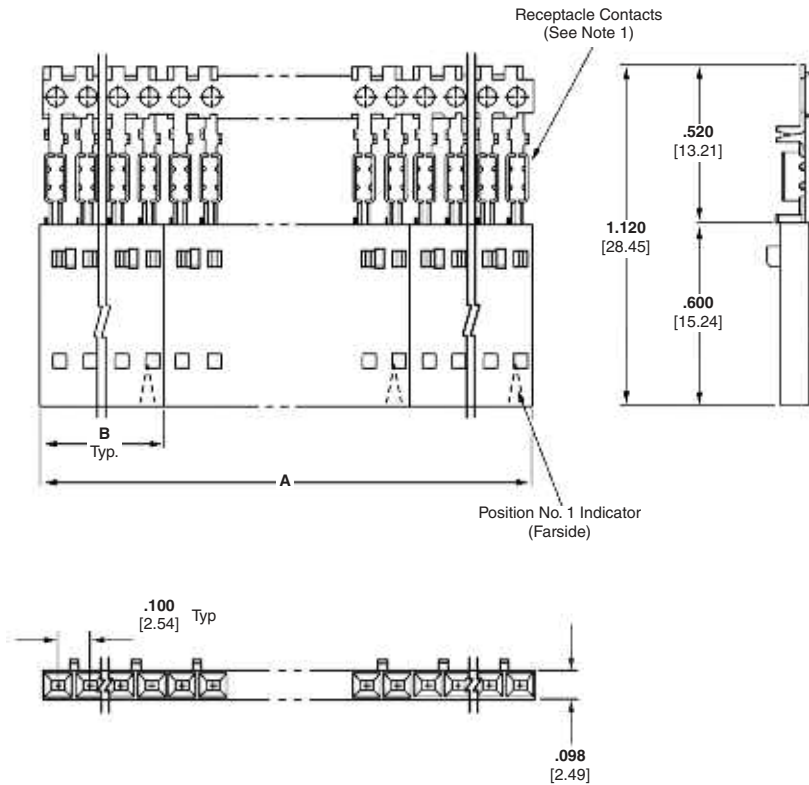 Receptacle Contacts
(See Note 1)
.520
[13.21]
1.120
[28.45]
.600
[15.24]
B
Typ.
A
Position No. 1 Indicator
(Farside)
.100
[2.54]
Typ
.098
[2.49]